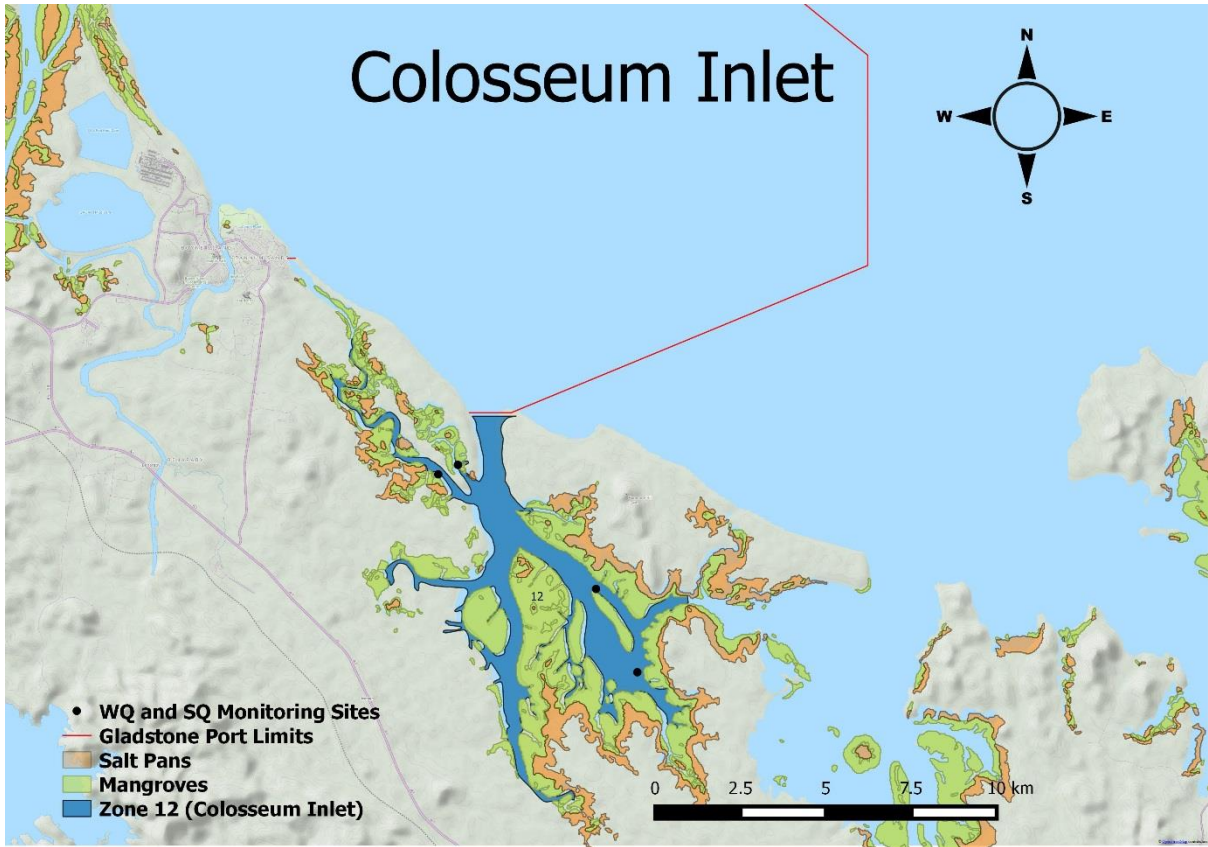 Colosseum Inlet
N
W E
S
12
WQ and SQ Monitoring Sites
Gladstone Port Limits
Salt Pans
Mangroves
Zone 12 (Colosseum Inlet)
0 2.5 5 7.5 10 km